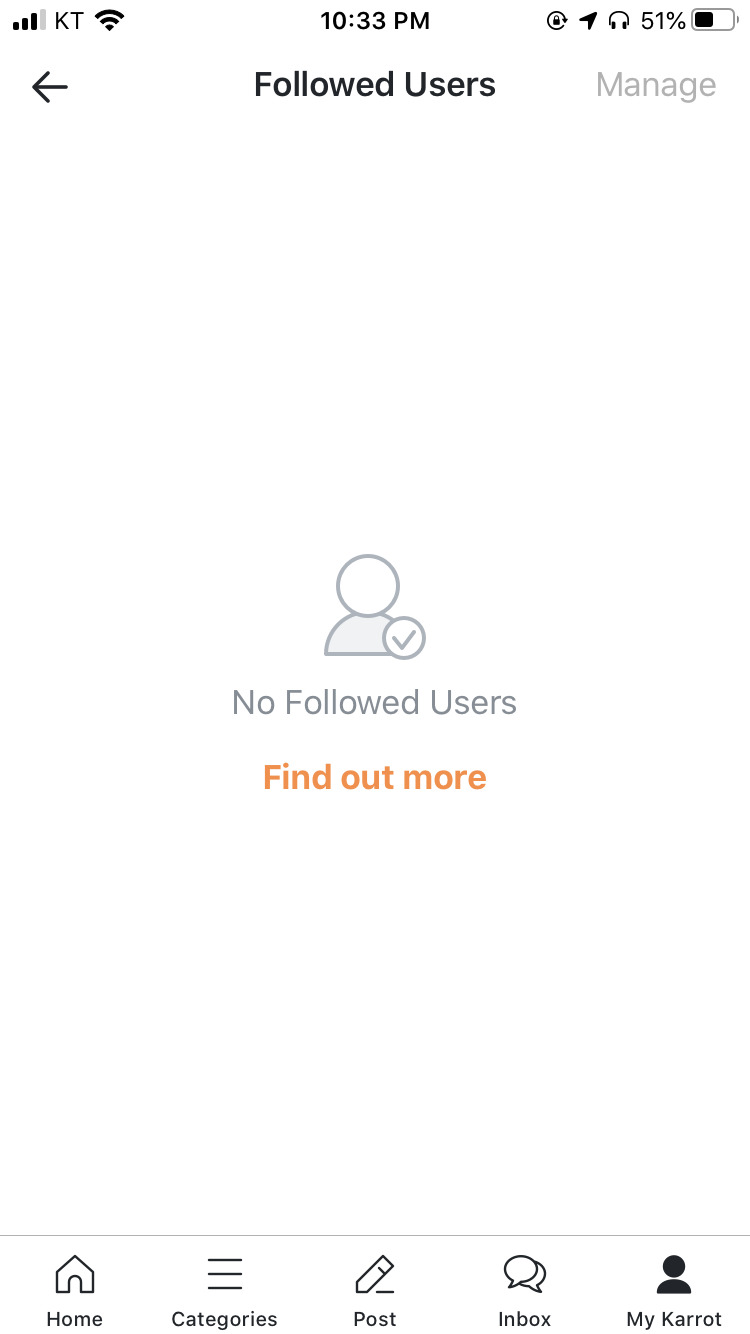 KT 10:33 PM 51%
Followed Users Manage
No Followed Users
Find out more
Home Categories Post Inbox My Karrot